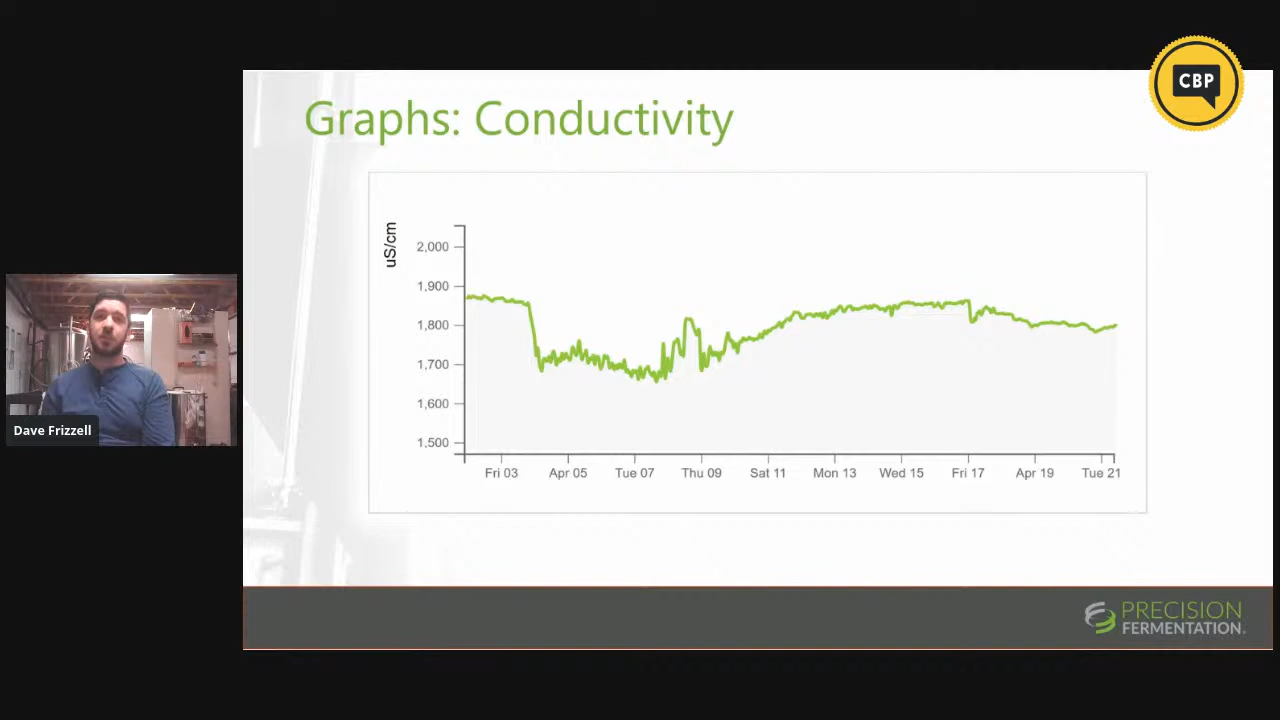 CBP
Graphs: Conductivity
uS/cm
2,000
1,900
1,800
1,700
1,600
1,500
Fri 03 Apr 05 Tue 07 Thu 09 Sat 11 Mon 13 Wed 15 Fri 17 Apr 19 Tue 21
Dave Frizzell
PRECISION
FERMENTATION.